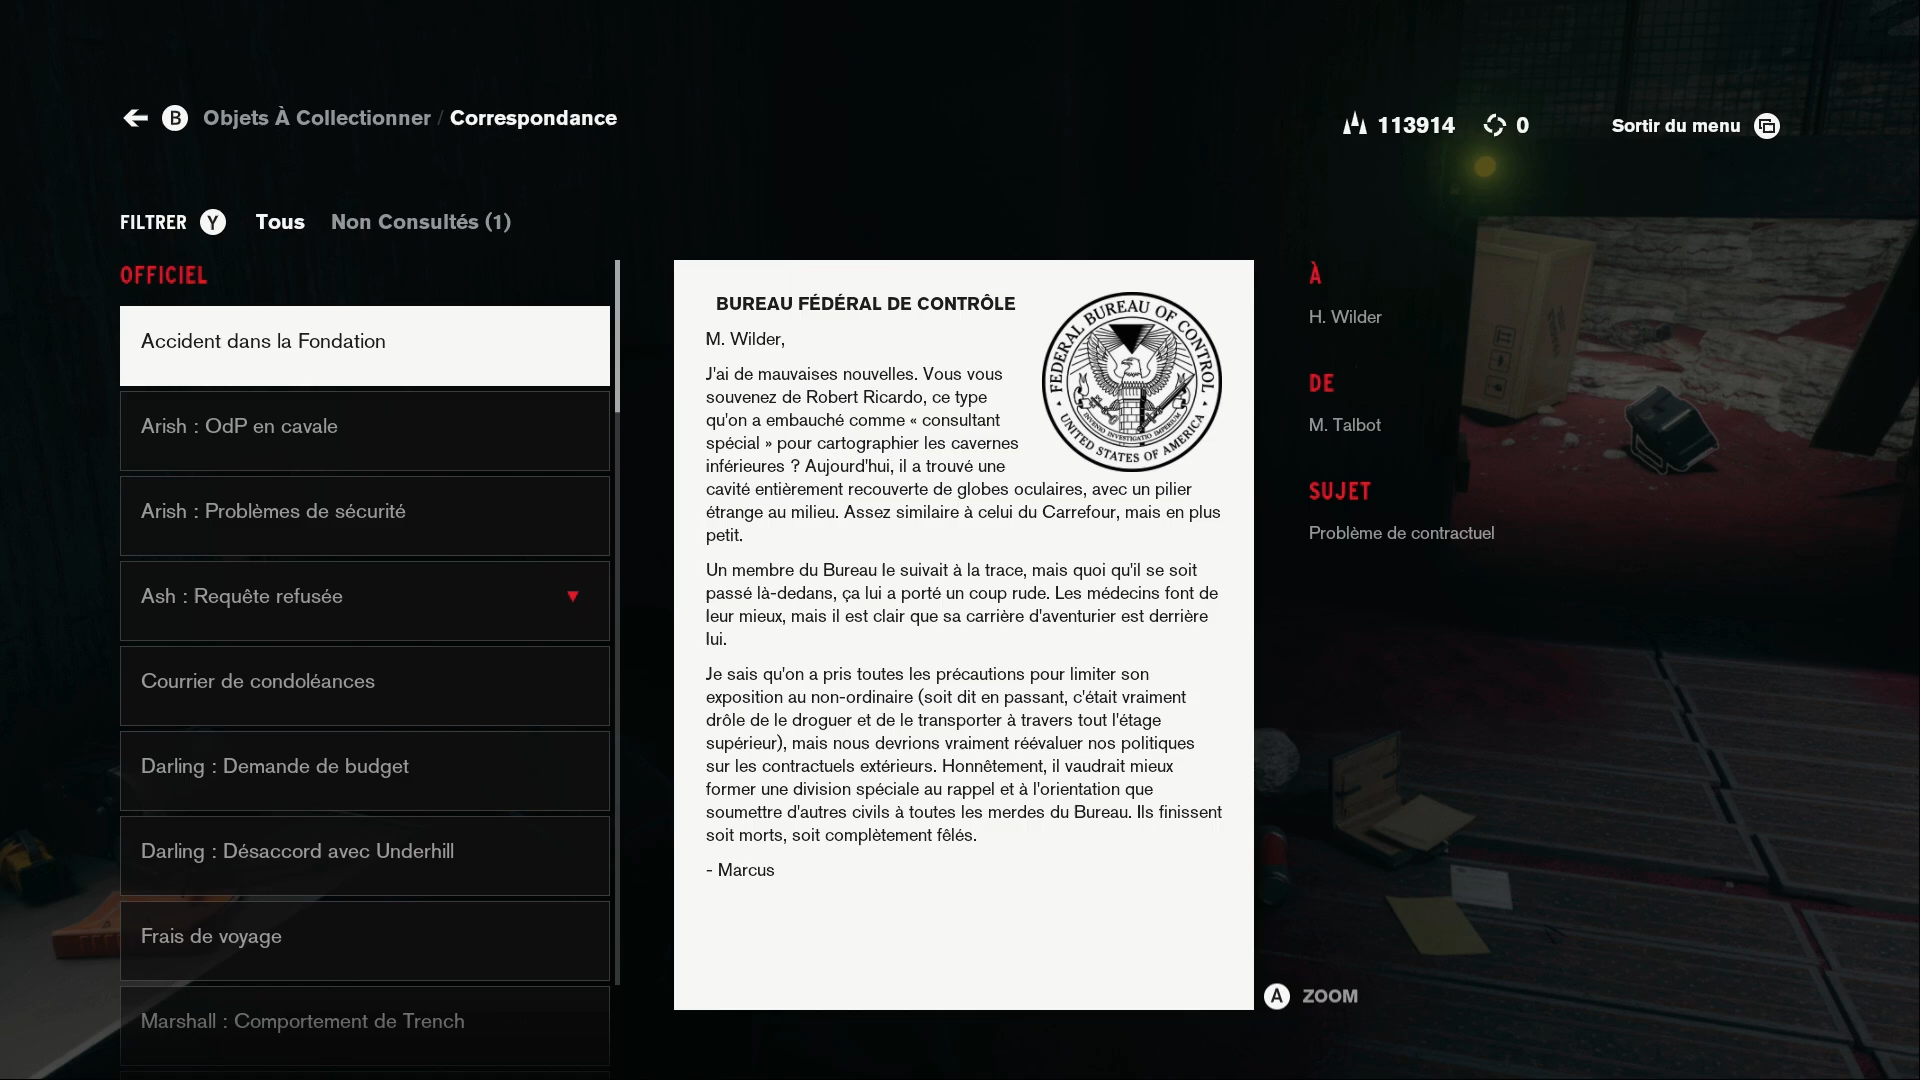 B Objets À Collectionner / Correspondance
113914 0 Sortir du menu
FILTRER Y Tous Non Consultés (1)
OFFICIEL
Accident dans la Fondation
Arish : OdP en cavale
Arish : Problèmes de sécurité
Ash : Requête refusée
Courrier de condoléances
Darling : Demande de budget
Darling : Désaccord avec Underhill
Frais de voyage
Marshall : Comportement de Trench
BUREAU FÉDÉRAL DE CONTRÔLE
FEDERAL BUREAU OF CONTROL
INVENIO INVESTIGATIO IMPERIUM
UNITED STATES OF AMERICA
M. Wilder,
J'ai de mauvaises nouvelles. Vous vous
souvenez de Robert Ricardo, ce type
qu'on a embauché comme « consultant
spécial » pour cartographier les cavernes
inférieures ? Aujourd'hui, il a trouvé une
cavité entièrement recouverte de globes oculaires, avec un pilier
étrange au milieu. Assez similaire à celui du Carrefour, mais en plus
petit.
Un membre du Bureau le suivait à la trace, mais quoi qu'il se soit
passé là-dedans, ça lui a porté un coup rude. Les médecins font de
leur mieux, mais il est clair que sa carrière d'aventurier est derrière
lui.
Je sais qu'on a pris toutes les précautions pour limiter son
exposition au non-ordinaire (soit dit en passant, c'était vraiment
drôle de le droguer et de le transporter à travers tout l'étage
supérieur), mais nous devrions vraiment réévaluer nos politiques
sur les contractuels extérieurs. Honnêtement, il vaudrait mieux
former une division spéciale au rappel et à l'orientation que
soumettre d'autres civils à toutes les merdes du Bureau. Ils finissent
soit morts, soit complètement fêlés.
- Marcus
À
H. Wilder
DE
M. Talbot
SUJET
Problème de contractuel
A ZOOM